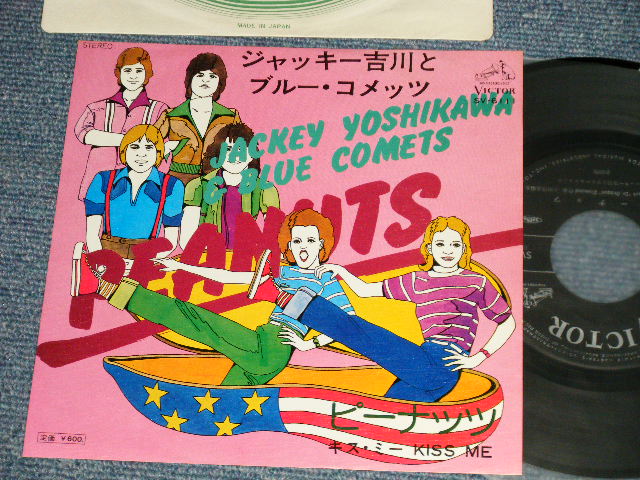 MADE IN JAPAN
STEREO
ジャッキー吉川と
ブルー・コメッツ
VICTOR
SV-6111
JACKEY YOSHIKAWA
& BLUE COMETS
PEANUTS
ピーナッツ
キス・ミー KISS ME
定価 ¥600.
VICTOR